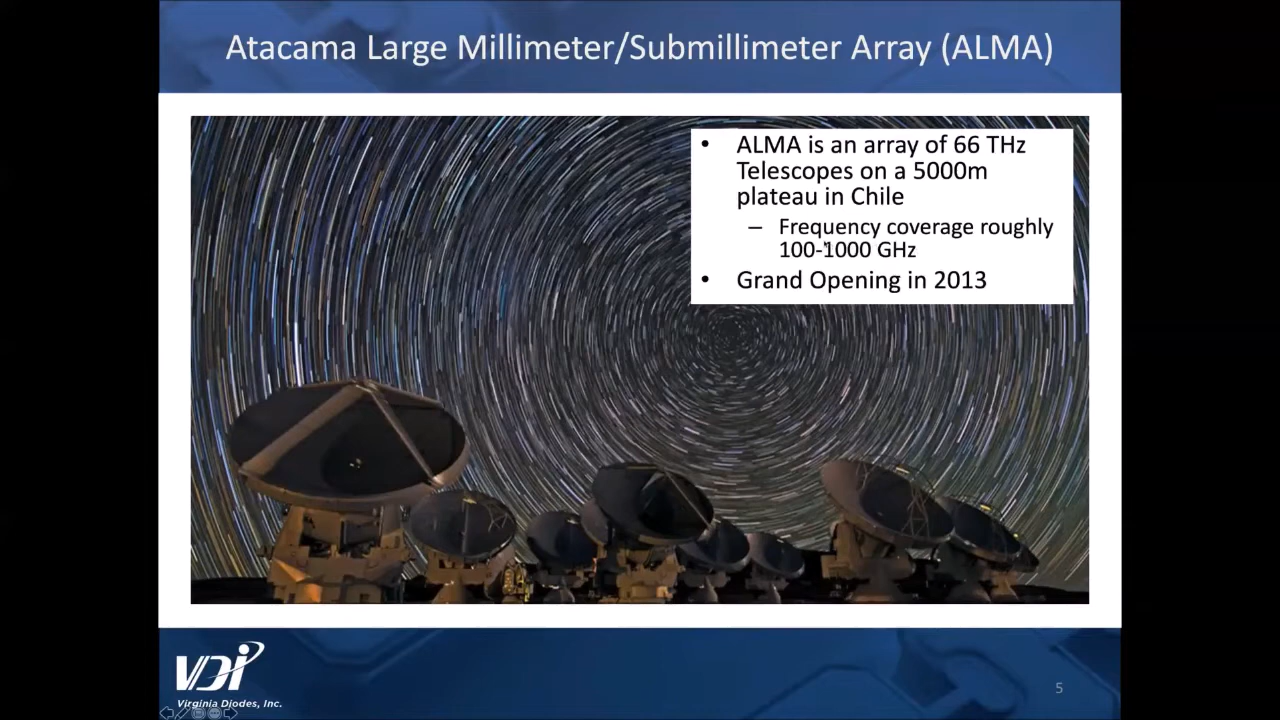 Atacama Large Millimeter/Submillimeter Array (ALMA)
• ALMA is an array of 66 THz
Telescopes on a 5000m
plateau in Chile
– Frequency coverage roughly
100-1000 GHz
• Grand Opening in 2013
VDI
Virginia Diodes, Inc.
5